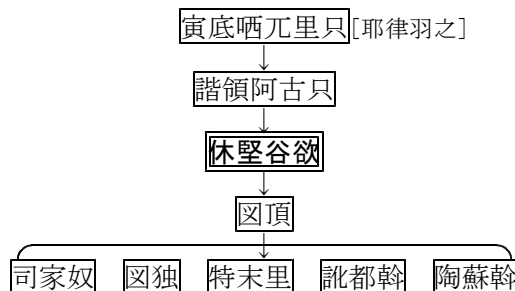 寅底哂兀里只[耶律羽之]
諧領阿古只
休堅谷欲
図頂
司家奴 図独 特末里 訛都斡 陶蘇斡